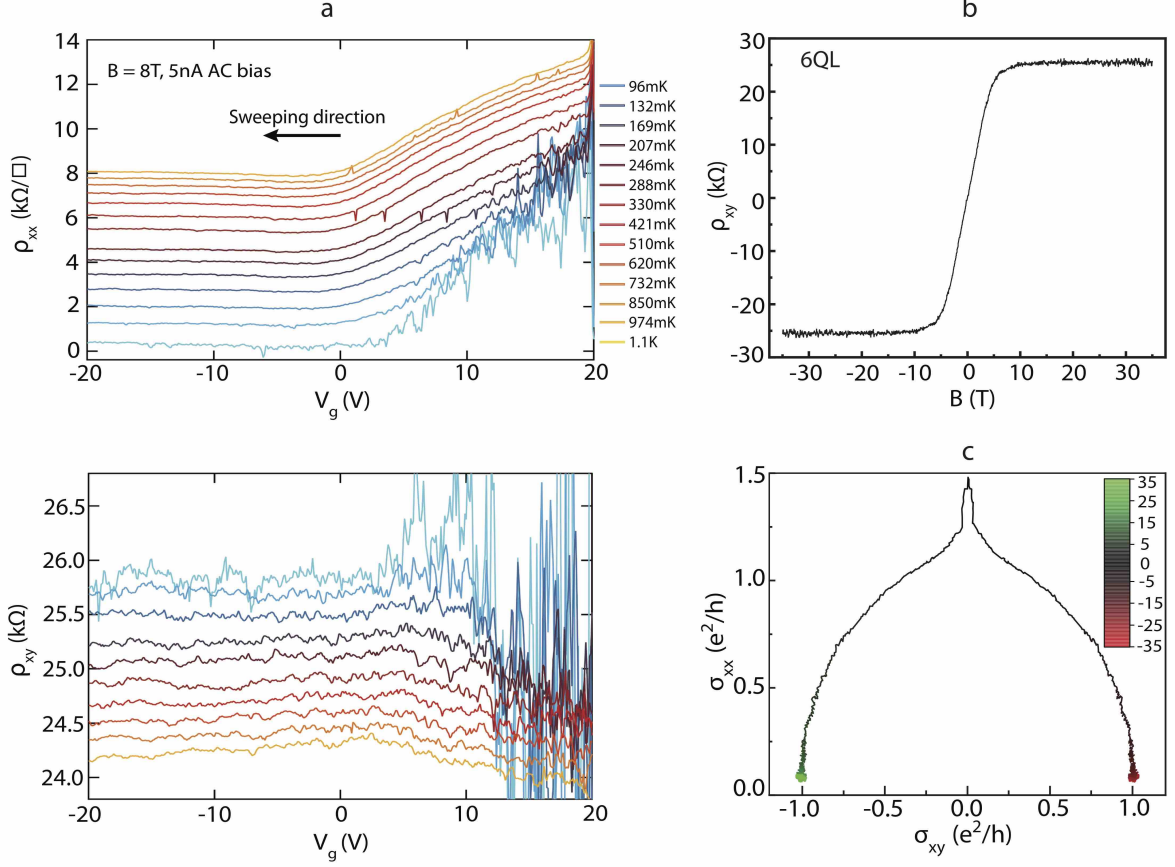 a
14
12
10
8
6
4
2
0
ρxx (kΩ/□)
B = 8T, 5nA AC bias
Sweeping direction
-20
-10
0
10
20
Vg (V)
96mK
132mK
169mK
207mK
246mk
288mK
330mK
421mK
510mk
620mK
732mK
850mK
974mK
1.1K
b
30
20
10
0
-10
-20
-30
ρxy (kΩ)
6QL
-30
-20
-10
0
10
20
30
B (T)
26.5
26.0
25.5
25.0
24.5
24.0
ρxy (kΩ)
-20
-10
0
10
20
Vg (V)
c
1.5
1.0
0.5
0.0
σxx (e²/h)
35
25
15
5
0
-5
-15
-25
-35
-1.0
-0.5
0.0
0.5
1.0
σxy (e²/h)